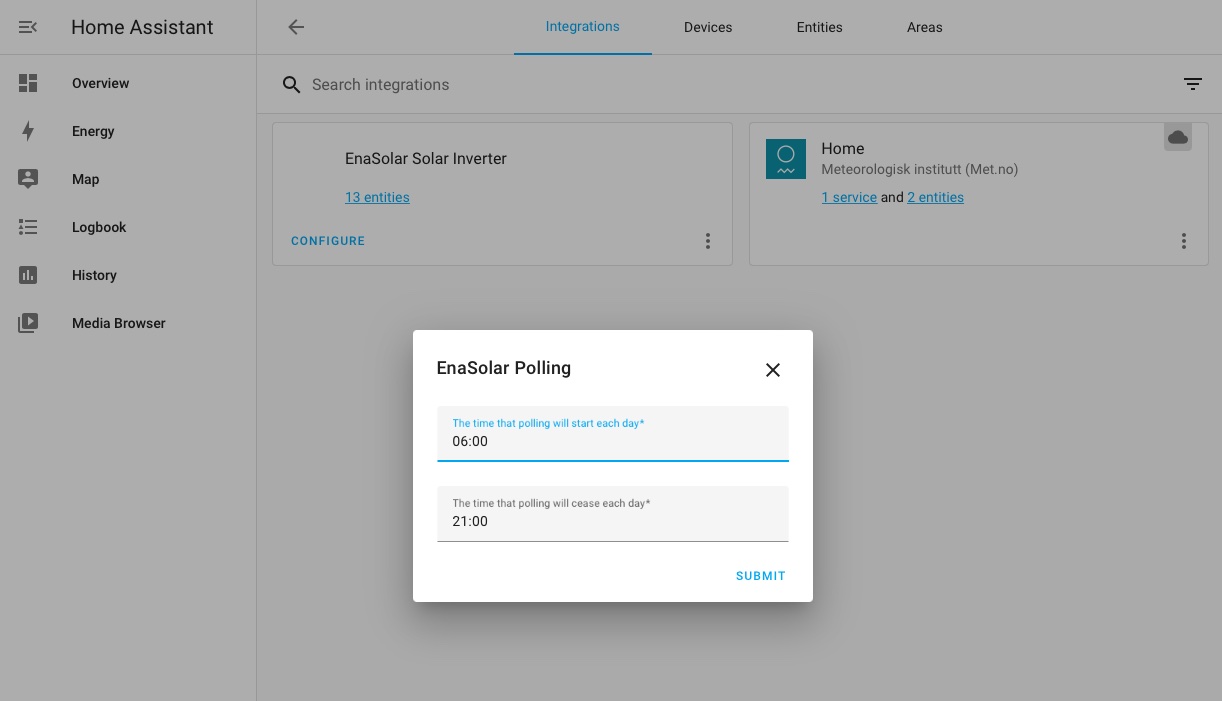 Home Assistant
Integrations Devices Entities Areas
Overview
Energy
Map
Logbook
History
Media Browser
Search integrations
EnaSolar Solar Inverter
13 entities
CONFIGURE
Home
Meteorologisk institutt (Met.no)
1 service and 2 entities
EnaSolar Polling
The time that polling will start each day*
06:00
The time that polling will cease each day*
21:00
SUBMIT